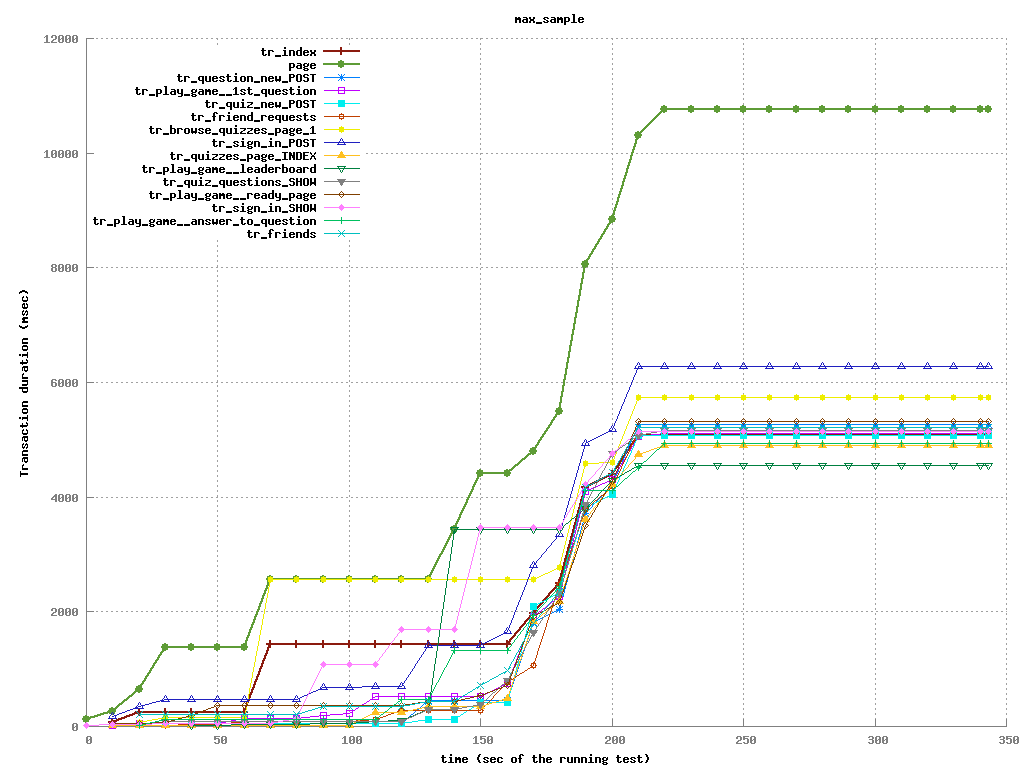 max_sample
12000
10000
8000
6000
4000
2000
0
Transaction duration (msec)
tr_index
page
tr_question_new_POST
tr_play_game__1st_question
tr_quiz_new_POST
tr_friend_requests
tr_browse_quizzes_page_1
tr_sign_in_POST
tr_quizzes_page_INDEX
tr_play_game__leaderboard
tr_quiz_questions_SHOW
tr_play_game__ready_page
tr_sign_in_SHOW
tr_play_game__answer_to_question
tr_friends
0 50 100 150 200 250 300 350
time (sec of the running test)